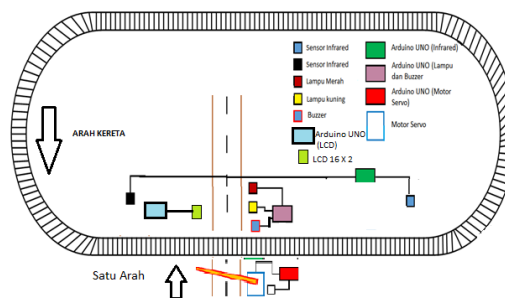 Sensor Infrared
Sensor Infrared
Lampu Merah
Lampu kuning
Buzzer
Arduino UNO
(LCD)
LCD 16 X 2
Arduino UNO (Infrared)
Arduino UNO (Lampu
dan Buzzer)
Arduino UNO (Motor
Servo)
Motor Servo
ARAH KERETA
Satu Arah